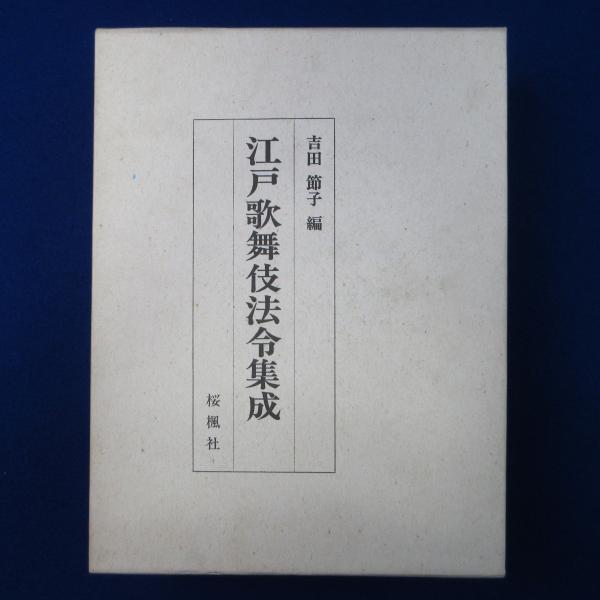 吉田 節子 編
江戸歌舞伎法令集成
桜楓社